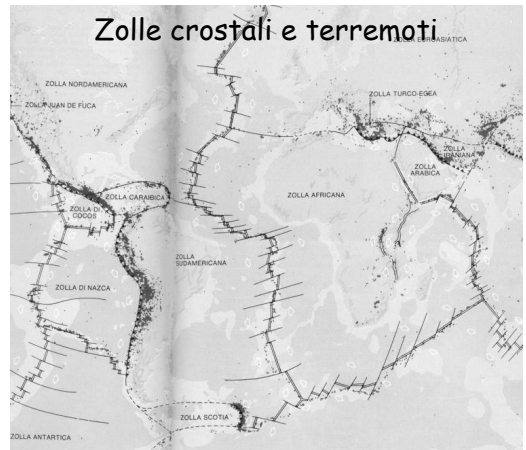 Zolle crostali e terremoti
ZOLLA EUROASIATICA
ZOLLA NORDAMERICANA
ZOLLA TURCO-EGEA
ZOLLA JUAN DE FUCA
ZOLLA
IRANIANA
ZOLLA
ARABICA
ZOLLA CARAIBICA
ZOLLA AFRICANA
ZOLLA DI
COCOS
ZOLLA
SUDAMERICANA
ZOLLA DI NAZCA
ZOLLA SCOTIA
ZOLLA ANTARTICA